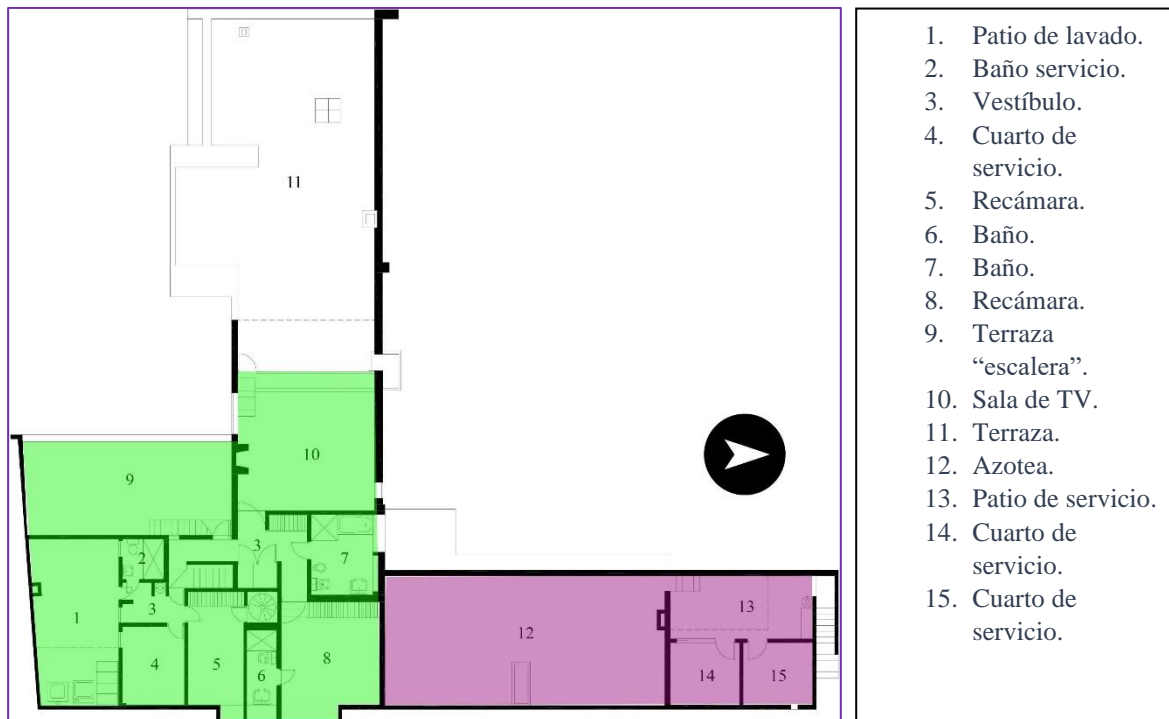 11
10
9
3
7
2
1
3
4
5
6
8
12
13
14
15
1. Patio de lavado.
2. Baño servicio.
3. Vestíbulo.
4. Cuarto de
servicio.
5. Recámara.
6. Baño.
7. Baño.
8. Recámara.
9. Terraza
“escalera”.
10. Sala de TV.
11. Terraza.
12. Azotea.
13. Patio de servicio.
14. Cuarto de
servicio.
15. Cuarto de
servicio.